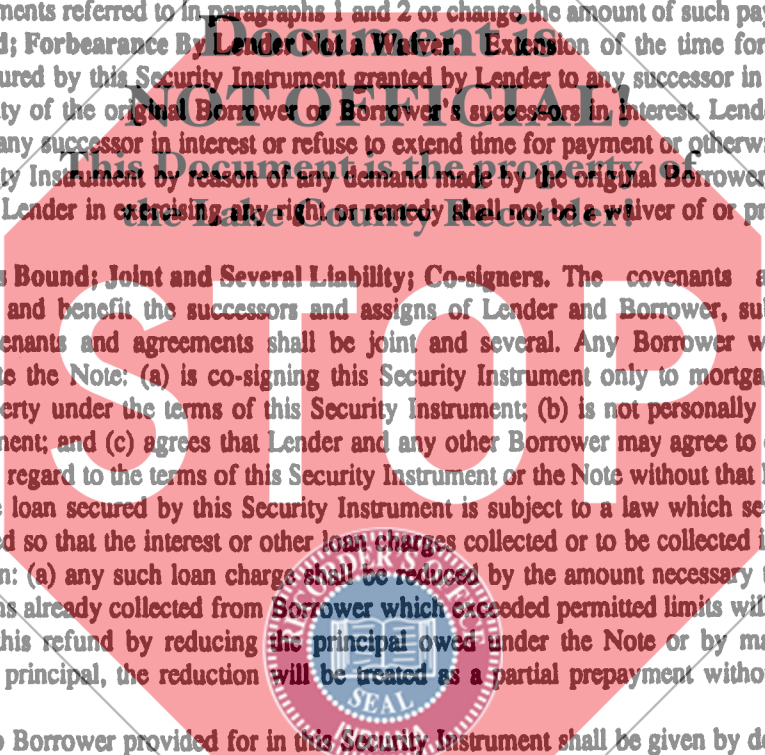 ments referred to in paragraphs 1 and 2 or change the amount of such pay
d; Forbearance By Lender Not a Waiver. Extension of the time for
ured by this Security Instrument granted by Lender to any successor in
ty of the original Borrower or Borrower's successors in interest. Lend
any successor in interest or refuse to extend time for payment or otherwi
ty Instrument by reason of any demand made by the original Borrower
Lender in exercising any right or remedy shall not be a waiver of or pr
Document is
NOT OFFICIAL!
This Document is the property of
the Lake County Recorder!
s Bound; Joint and Several Liability; Co-signers. The covenants a
and benefit the successors and assigns of Lender and Borrower, su
enants and agreements shall be joint and several. Any Borrower w
te the Note: (a) is co-signing this Security Instrument only to mortga
erty under the terms of this Security Instrument; (b) is not personally
ment; and (c) agrees that Lender and any other Borrower may agree to
regard to the terms of this Security Instrument or the Note without that
e loan secured by this Security Instrument is subject to a law which se
ed so that the interest or other loan charges collected or to be collected i
n: (a) any such loan charge shall be reduced by the amount necessary
ns already collected from Borrower which exceeded permitted limits wil
this refund by reducing the principal owed under the Note or by ma
principal, the reduction will be treated as a partial prepayment witho
o Borrower provided for in this Security Instrument shall be given by de
STOP
RECORDER'S OFFICE
SEAL